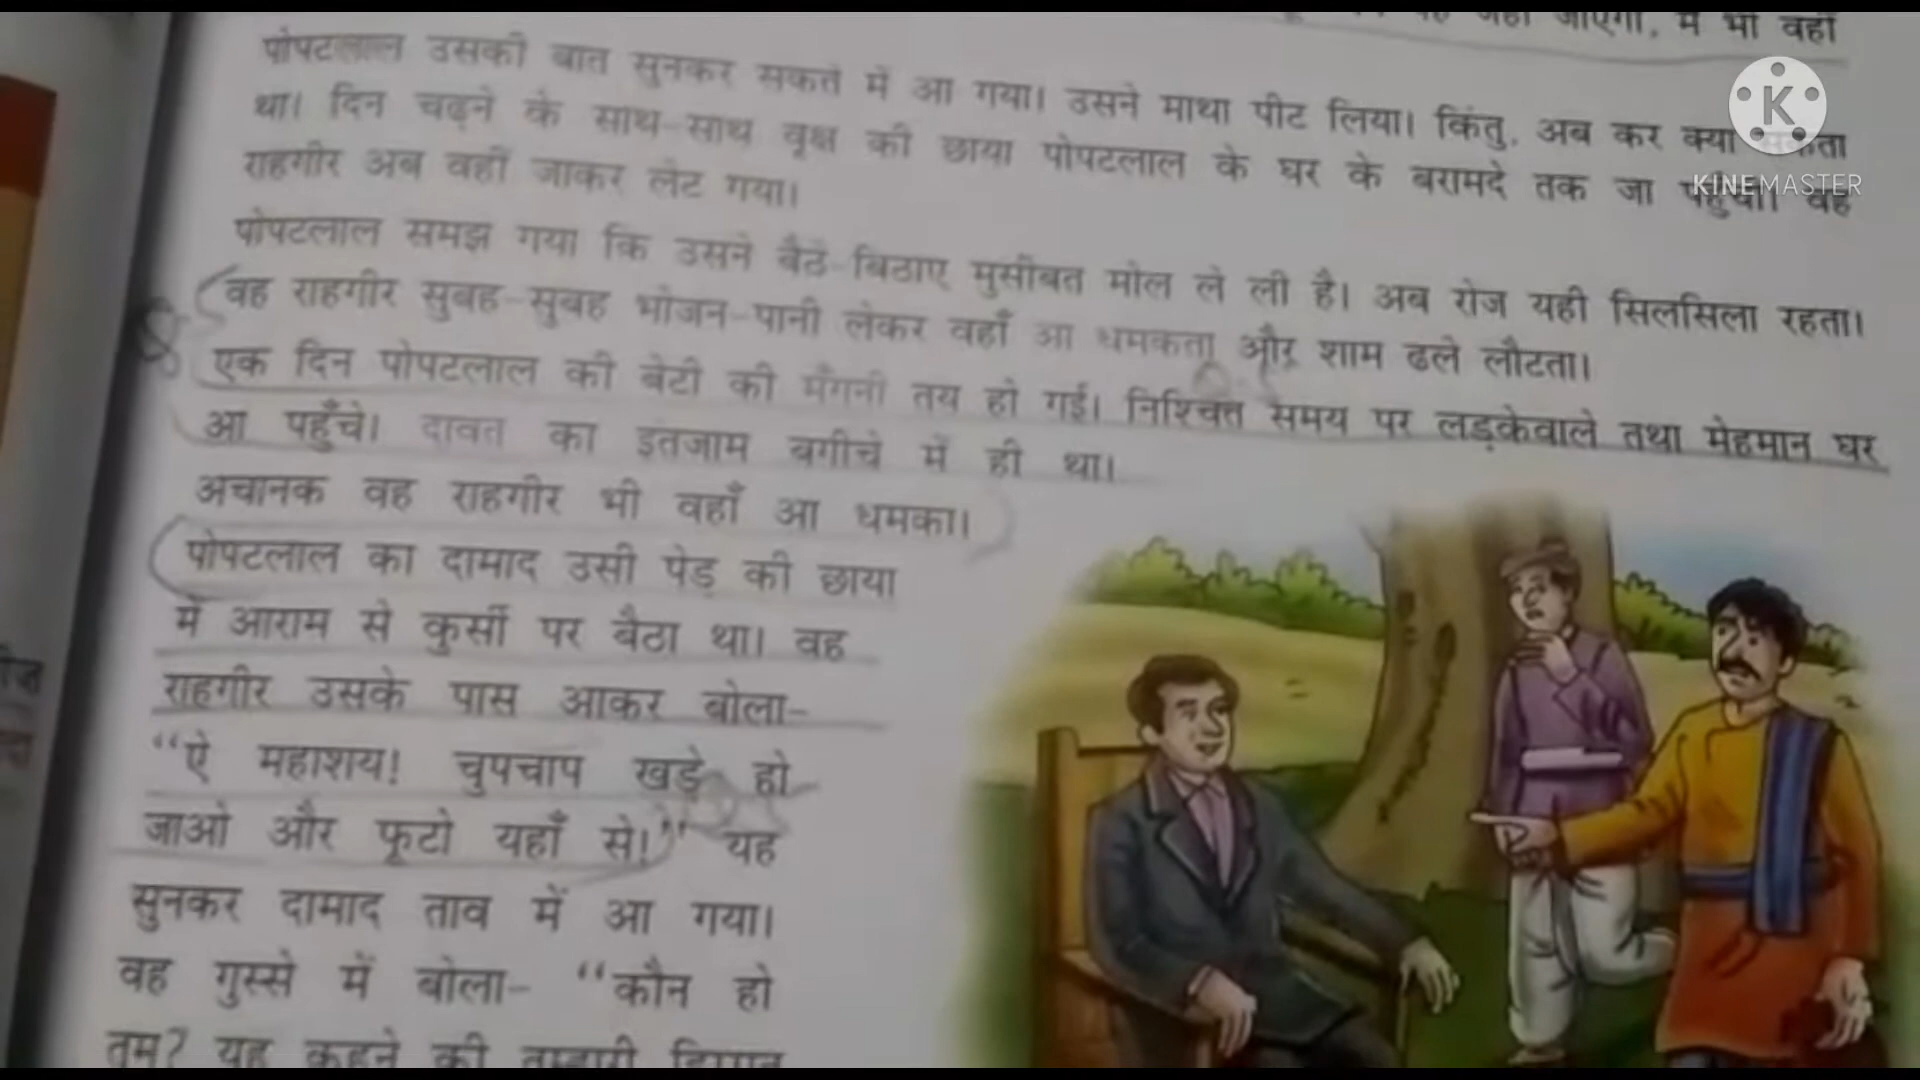 जहाँ जाएगी, मैं भी वहीं
पोपटलाल उसकी बात सुनकर सकते में आ गया। उसने माथा पीट लिया। किंतु, अब कर क्या सकता
था। दिन चढ़ने के साथ-साथ वृक्ष की छाया पोपटलाल के घर के बरामदे तक जा पहुँची। वह
राहगीर अब वहीं जाकर लेट गया।
पोपटलाल समझ गया कि उसने बैठे-बिठाए मुसीबत मोल ले ली है। अब रोज यही सिलसिला रहता।
वह राहगीर सुबह-सुबह भोजन-पानी लेकर वहाँ आ धमकता और शाम ढले लौटता।
एक दिन पोपटलाल की बेटी की मँगनी तय हो गई। निश्चित समय पर लड़केवाले तथा मेहमान घर
आ पहुँचे। दावत का इंतजाम बगीचे में ही था।
अचानक वह राहगीर भी वहाँ आ धमका।
पोपटलाल का दामाद उसी पेड़ की छाया
में आराम से कुर्सी पर बैठा था। वह
राहगीर उसके पास आकर बोला-
“ऐ महाशय! चुपचाप खड़े हो
जाओ और फूटो यहाँ से!” यह
सुनकर दामाद ताव में आ गया।
वह गुस्से में बोला- “कौन हो
तुम? यह कहने की तुम्हारी हिम्मत
KINEMASTER